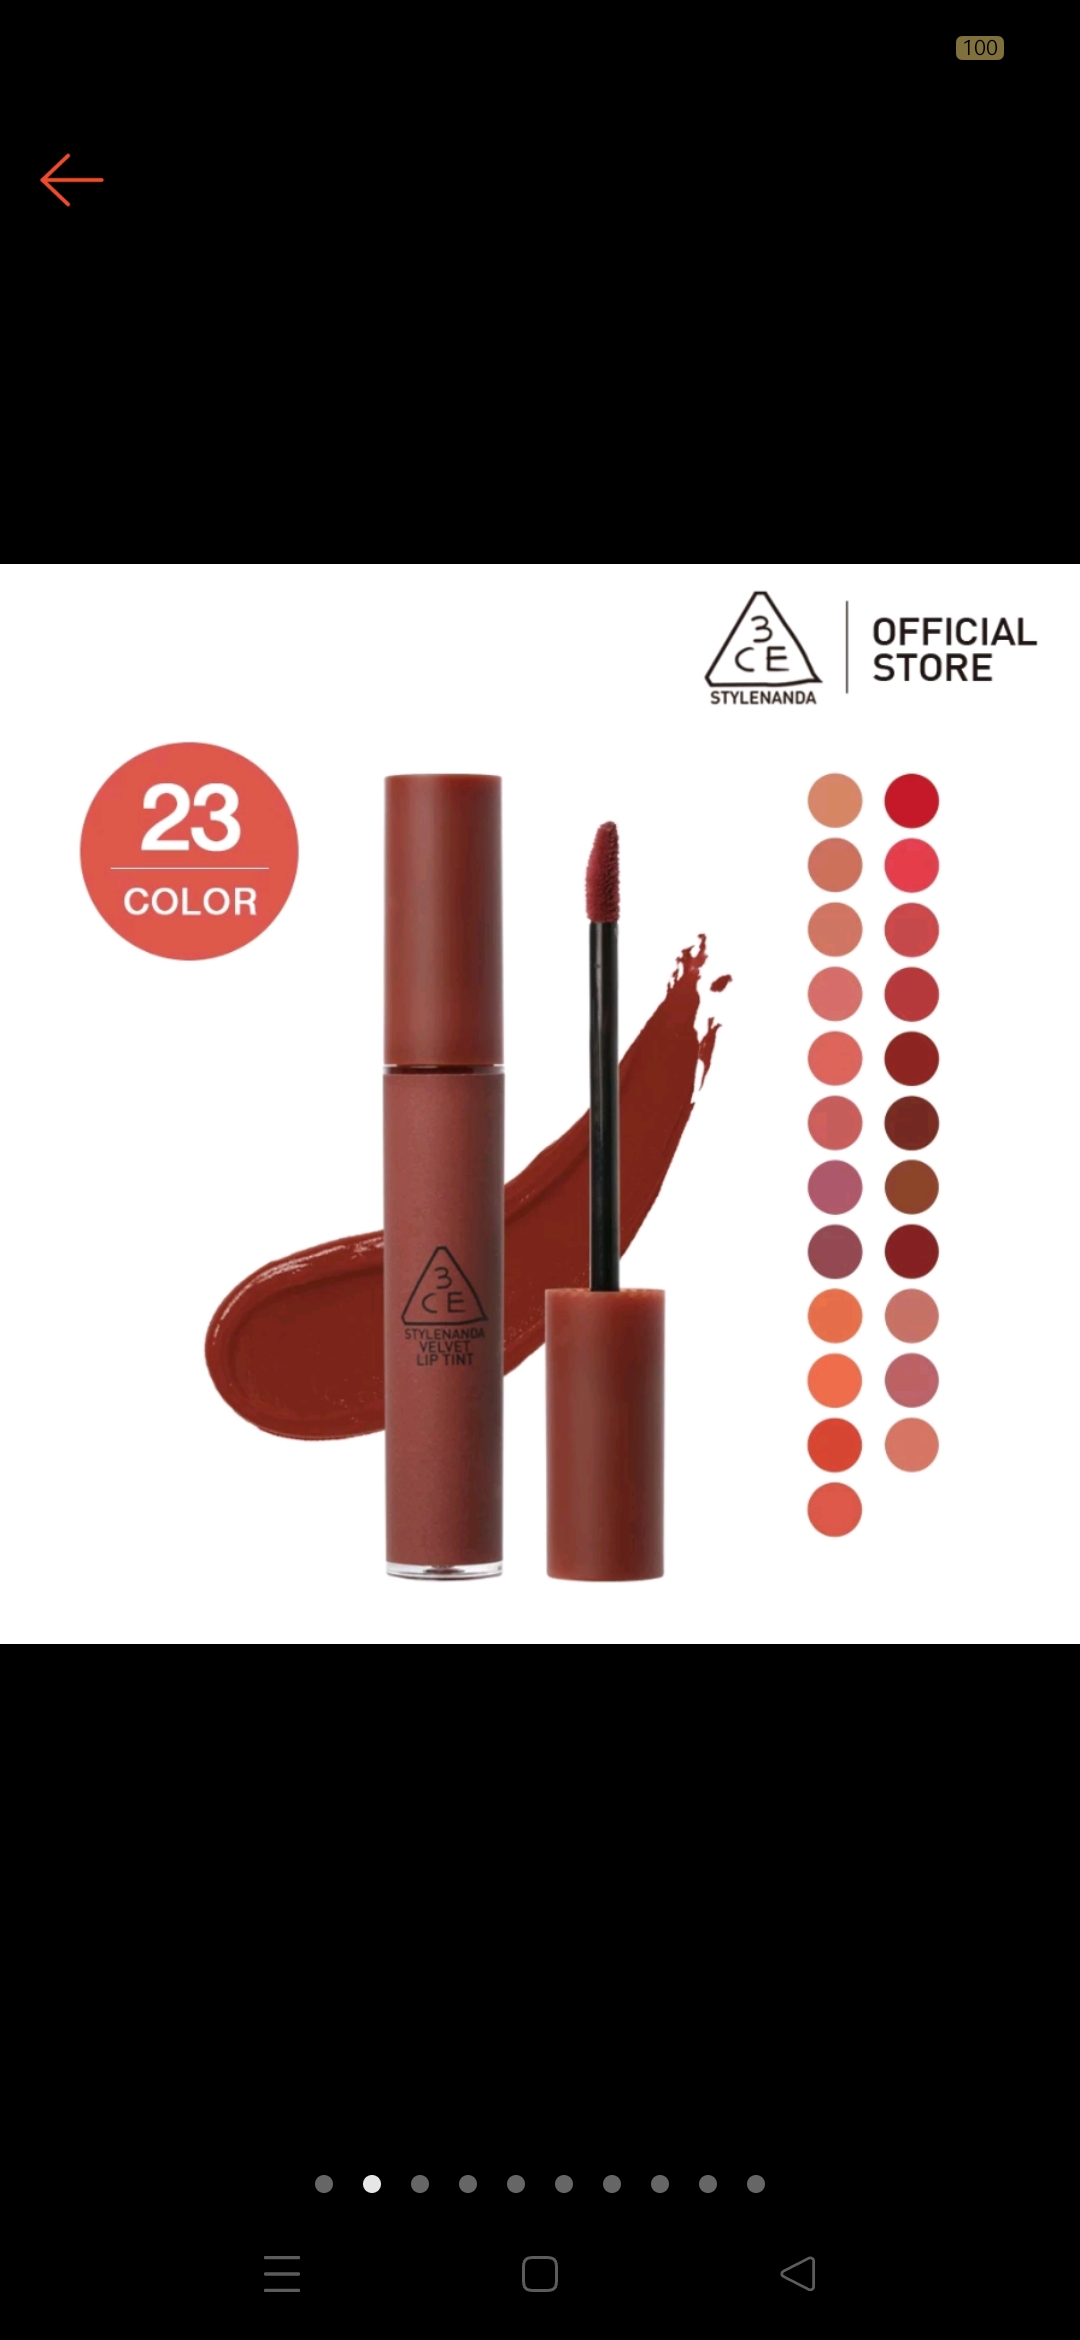 100
3
CE
STYLENANDA
OFFICIAL
STORE
23
COLOR
3
CE
STYLENANDA
VELVET
LIP TINT